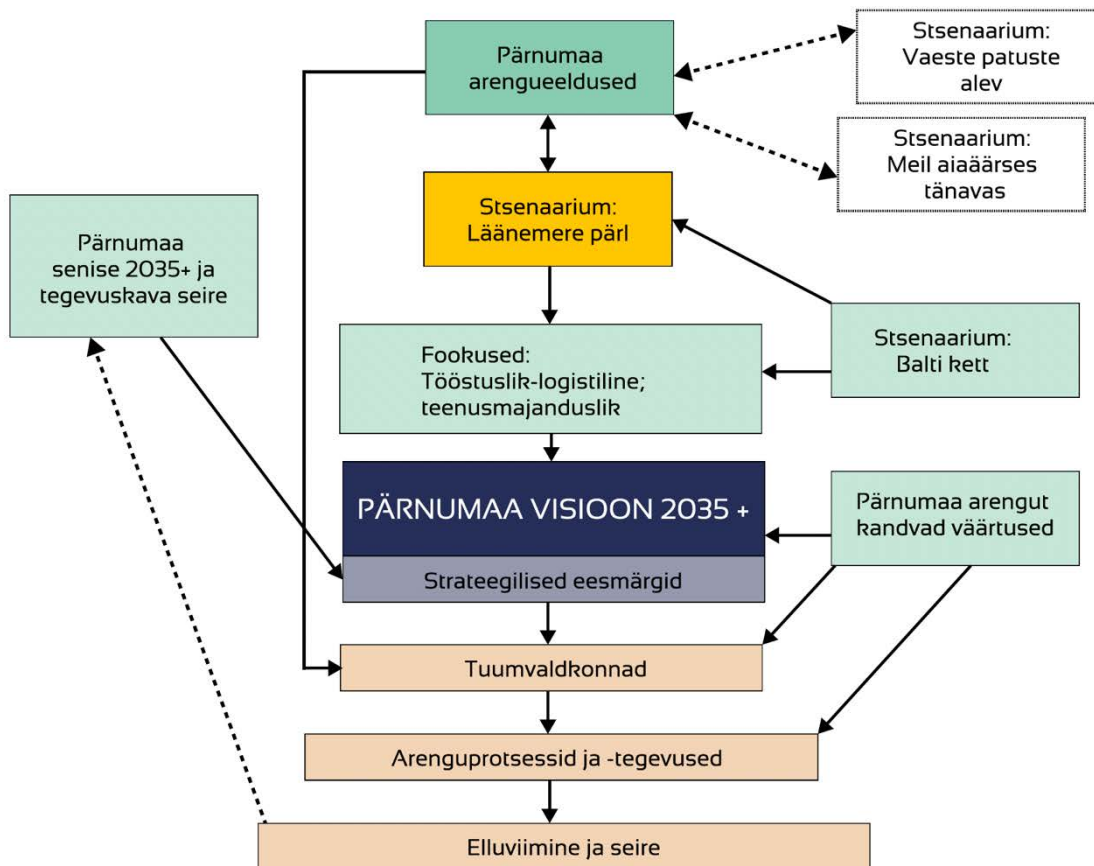 Pärnumaa
arengueeldused
Stsenaarium:
Vaeste patuste
alev
Stsenaarium:
Meil aiaäärses
tänavas
Stsenaarium:
Läänemere pärl
Pärnumaa
senise 2035+ ja
tegevuskava seire
Stsenaarium:
Balti kett
Fookused:
Tööstuslik-logistiline;
teenusmajanduslik
PÄRNUMAA VISIOON 2035 +
Pärnumaa arengut
kandvad väärtused
Strateegilised eesmärgid
Tuumvaldkonnad
Arenguprotsessid ja -tegevused
Elluviimine ja seire